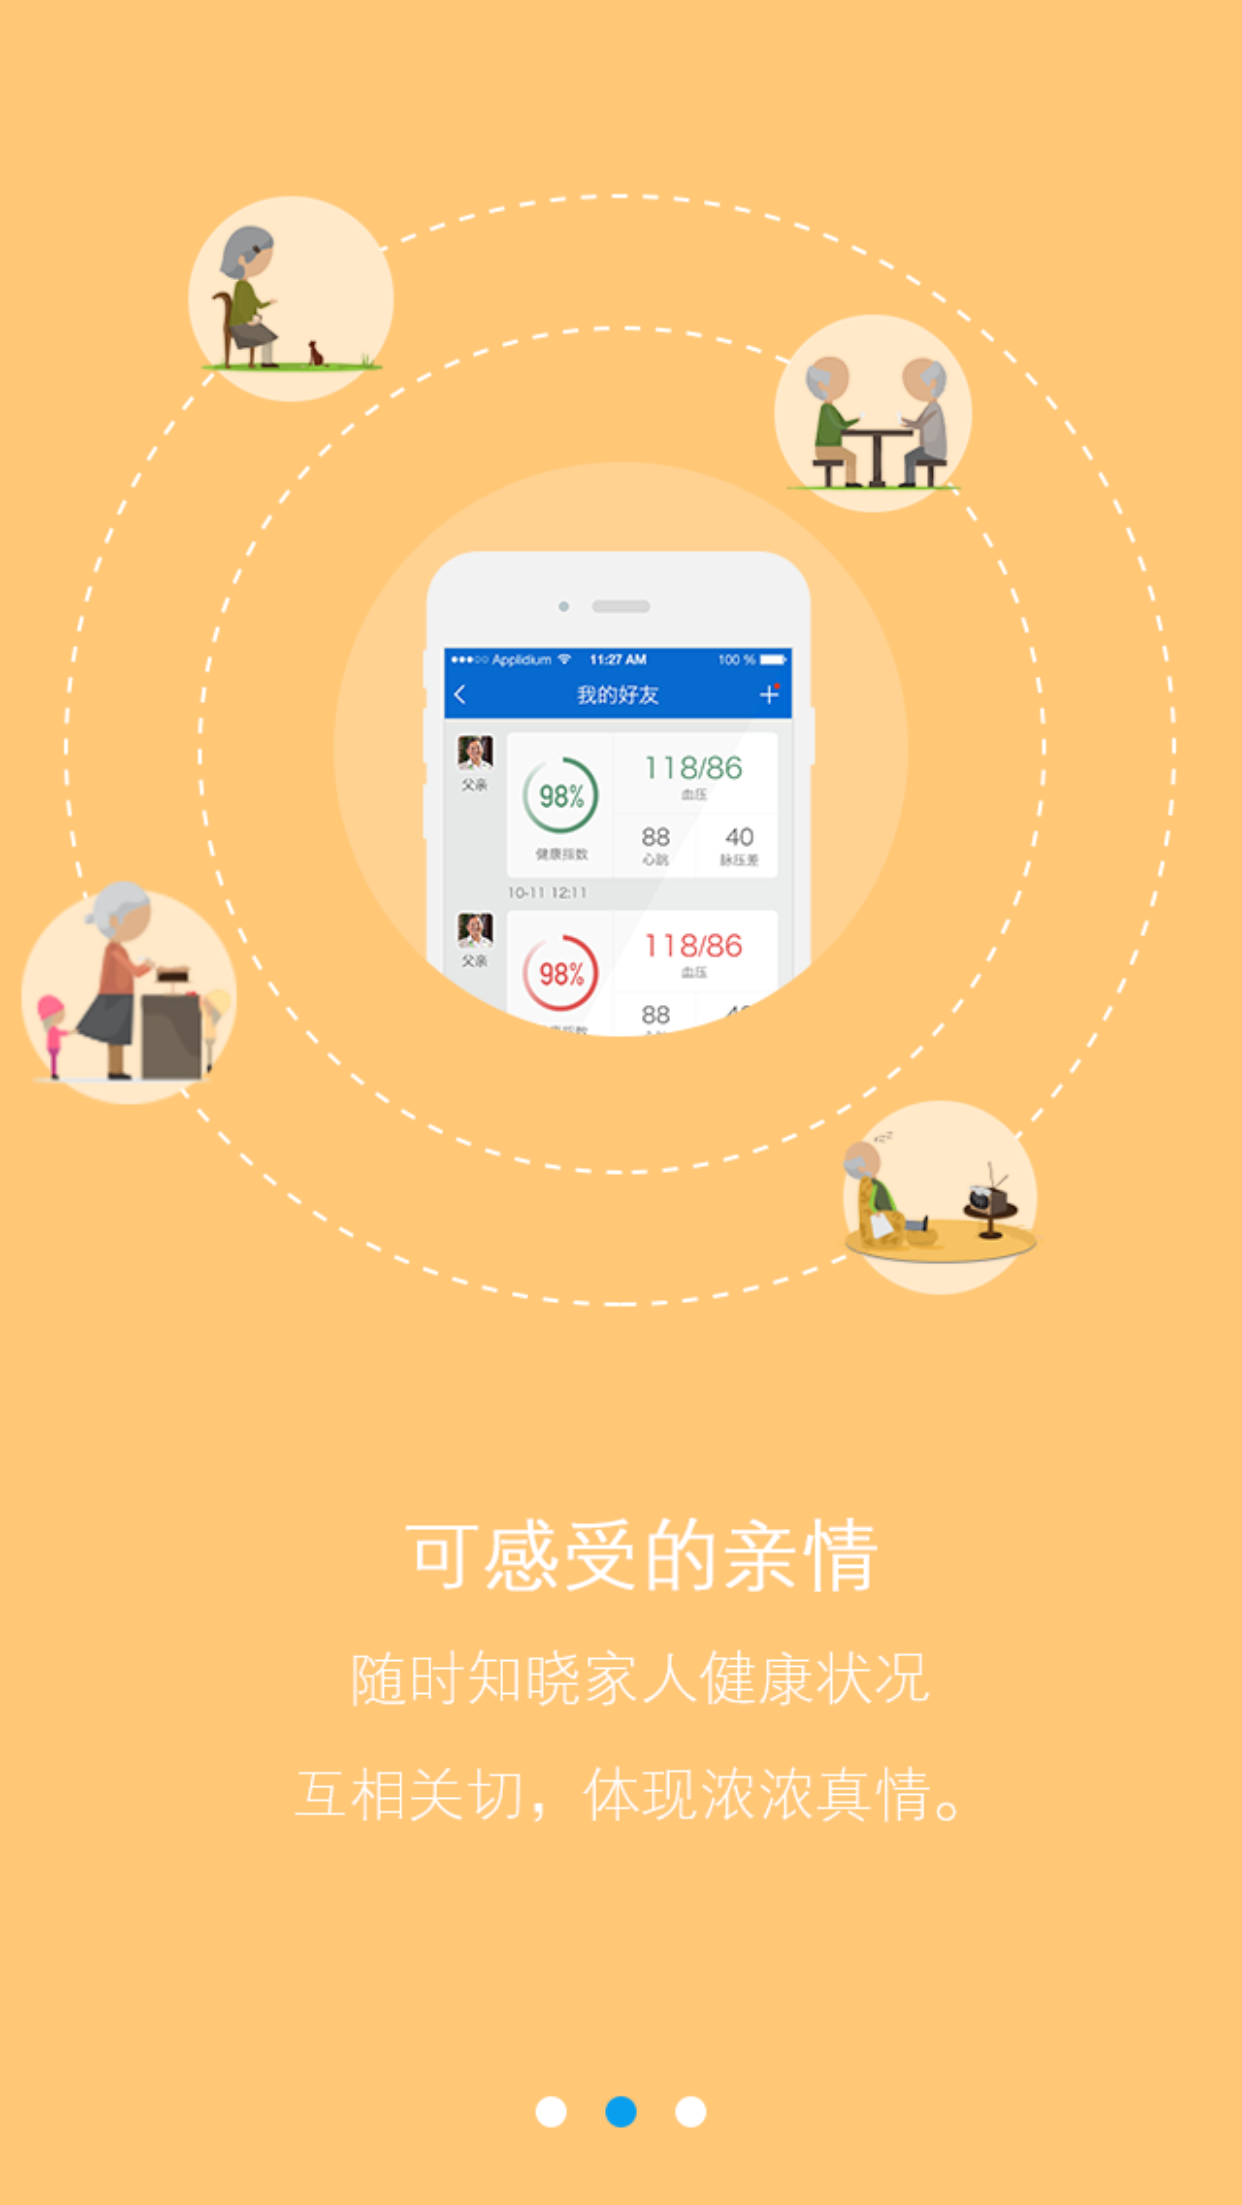 Applidium 11:27 AM 100 %
我的好友
父亲
98%
健康指数
118/86
血压
88
心跳
40
脉压差
10-11 12:11
父亲
98%
118/86
血压
88
可感受的亲情
随时知晓家人健康状况
互相关切，体现浓浓真情。